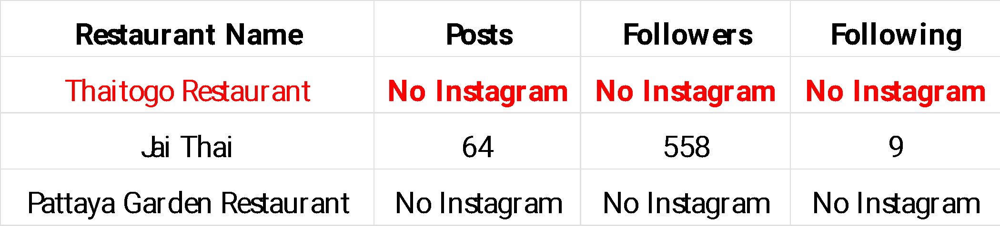 Restaurant Name Posts Followers Following
Thaitogo Restaurant No Instagram No Instagram No Instagram
Jai Thai 64 558 9
Pattaya Garden Restaurant No Instagram No Instagram No Instagram